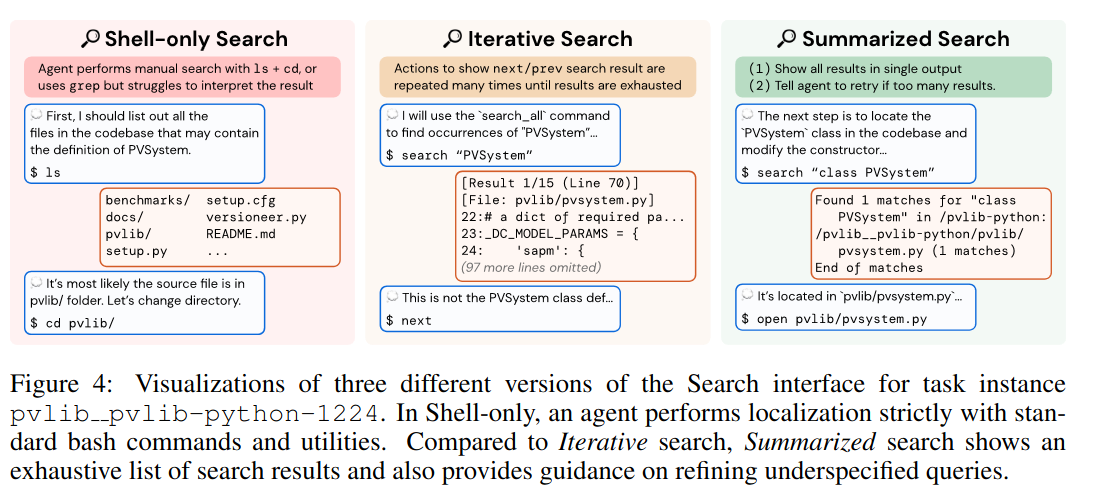 Shell-only Search
Agent performs manual search with ls + cd, or
uses grep but struggles to interpret the result
First, I should list out all the
files in the codebase that may contain
the definition of PVSystem.
$ ls
benchmarks/ setup.cfg
docs/ versioneer.py
pvlib/ README.md
setup.py ...
It's most likely the source file is in
pvlib/ folder. Let's change directory.
$ cd pvlib/
Iterative Search
Actions to show next/prev search result are
repeated many times until results are exhausted
I will use the `search_all` command
to find occurrences of "PVSystem"...
$ search "PVSystem"
[Result 1/15 (Line 70)]
[File: pvlib/pvsystem.py]
22:# a dict of required pa...
23:_DC_MODEL_PARAMS = {
24: 'sapm': {
(97 more lines omitted)
This is not the PVSystem class def...
$ next
Summarized Search
(1) Show all results in single output
(2) Tell agent to retry if too many results.
The next step is to locate the
`PVSystem` class in the codebase and
modify the constructor...
$ search "class PVSystem"
Found 1 matches for "class
PVSystem" in /pvlib-python:
/pvlib__pvlib-python/pvlib/
pvsystem.py (1 matches)
End of matches
It's located in `pvlib/pvsystem.py`...
$ open pvlib/pvsystem.py
Figure 4: Visualizations of three different versions of the Search interface for task instance
pvlib__pvlib-python-1224. In Shell-only, an agent performs localization strictly with stan-
dard bash commands and utilities. Compared to Iterative search, Summarized search shows an
exhaustive list of search results and also provides guidance on refining underspecified queries.